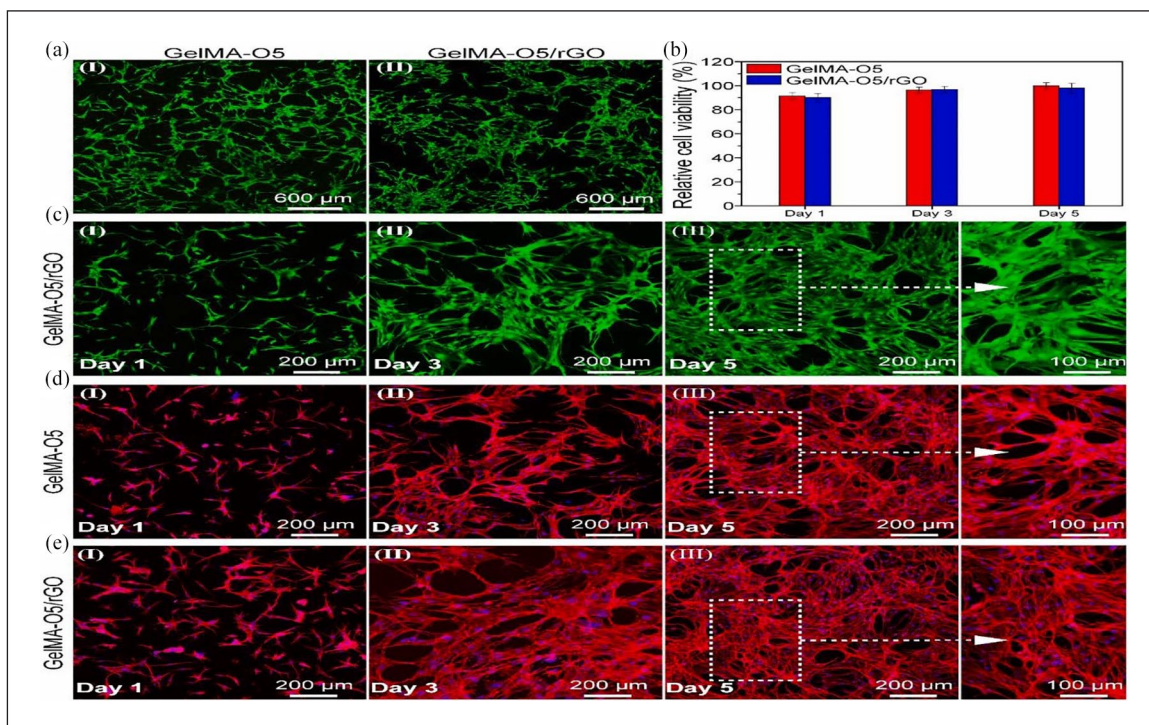 (a) GelMA-O5 GelMA-O5/rGO
(I) (II)
600 µm 600 µm
(b)
Relative cell viability (%)
120
100
80
60
40
20
0
GelMA-O5
GelMA-O5/rGO
Day 1 Day 3 Day 5
(c)
GelMA-O5/rGO
(I) (II) (III)
Day 1 200 µm Day 3 200 µm Day 5 200 µm 100 µm
(d)
GelMA-O5
(I) (II) (III)
Day 1 200 µm Day 3 200 µm Day 5 200 µm 100 µm
(e)
GelMA-O5/rGO
(I) (II) (III)
Day 1 200 µm Day 3 200 µm Day 5 200 µm 100 µm